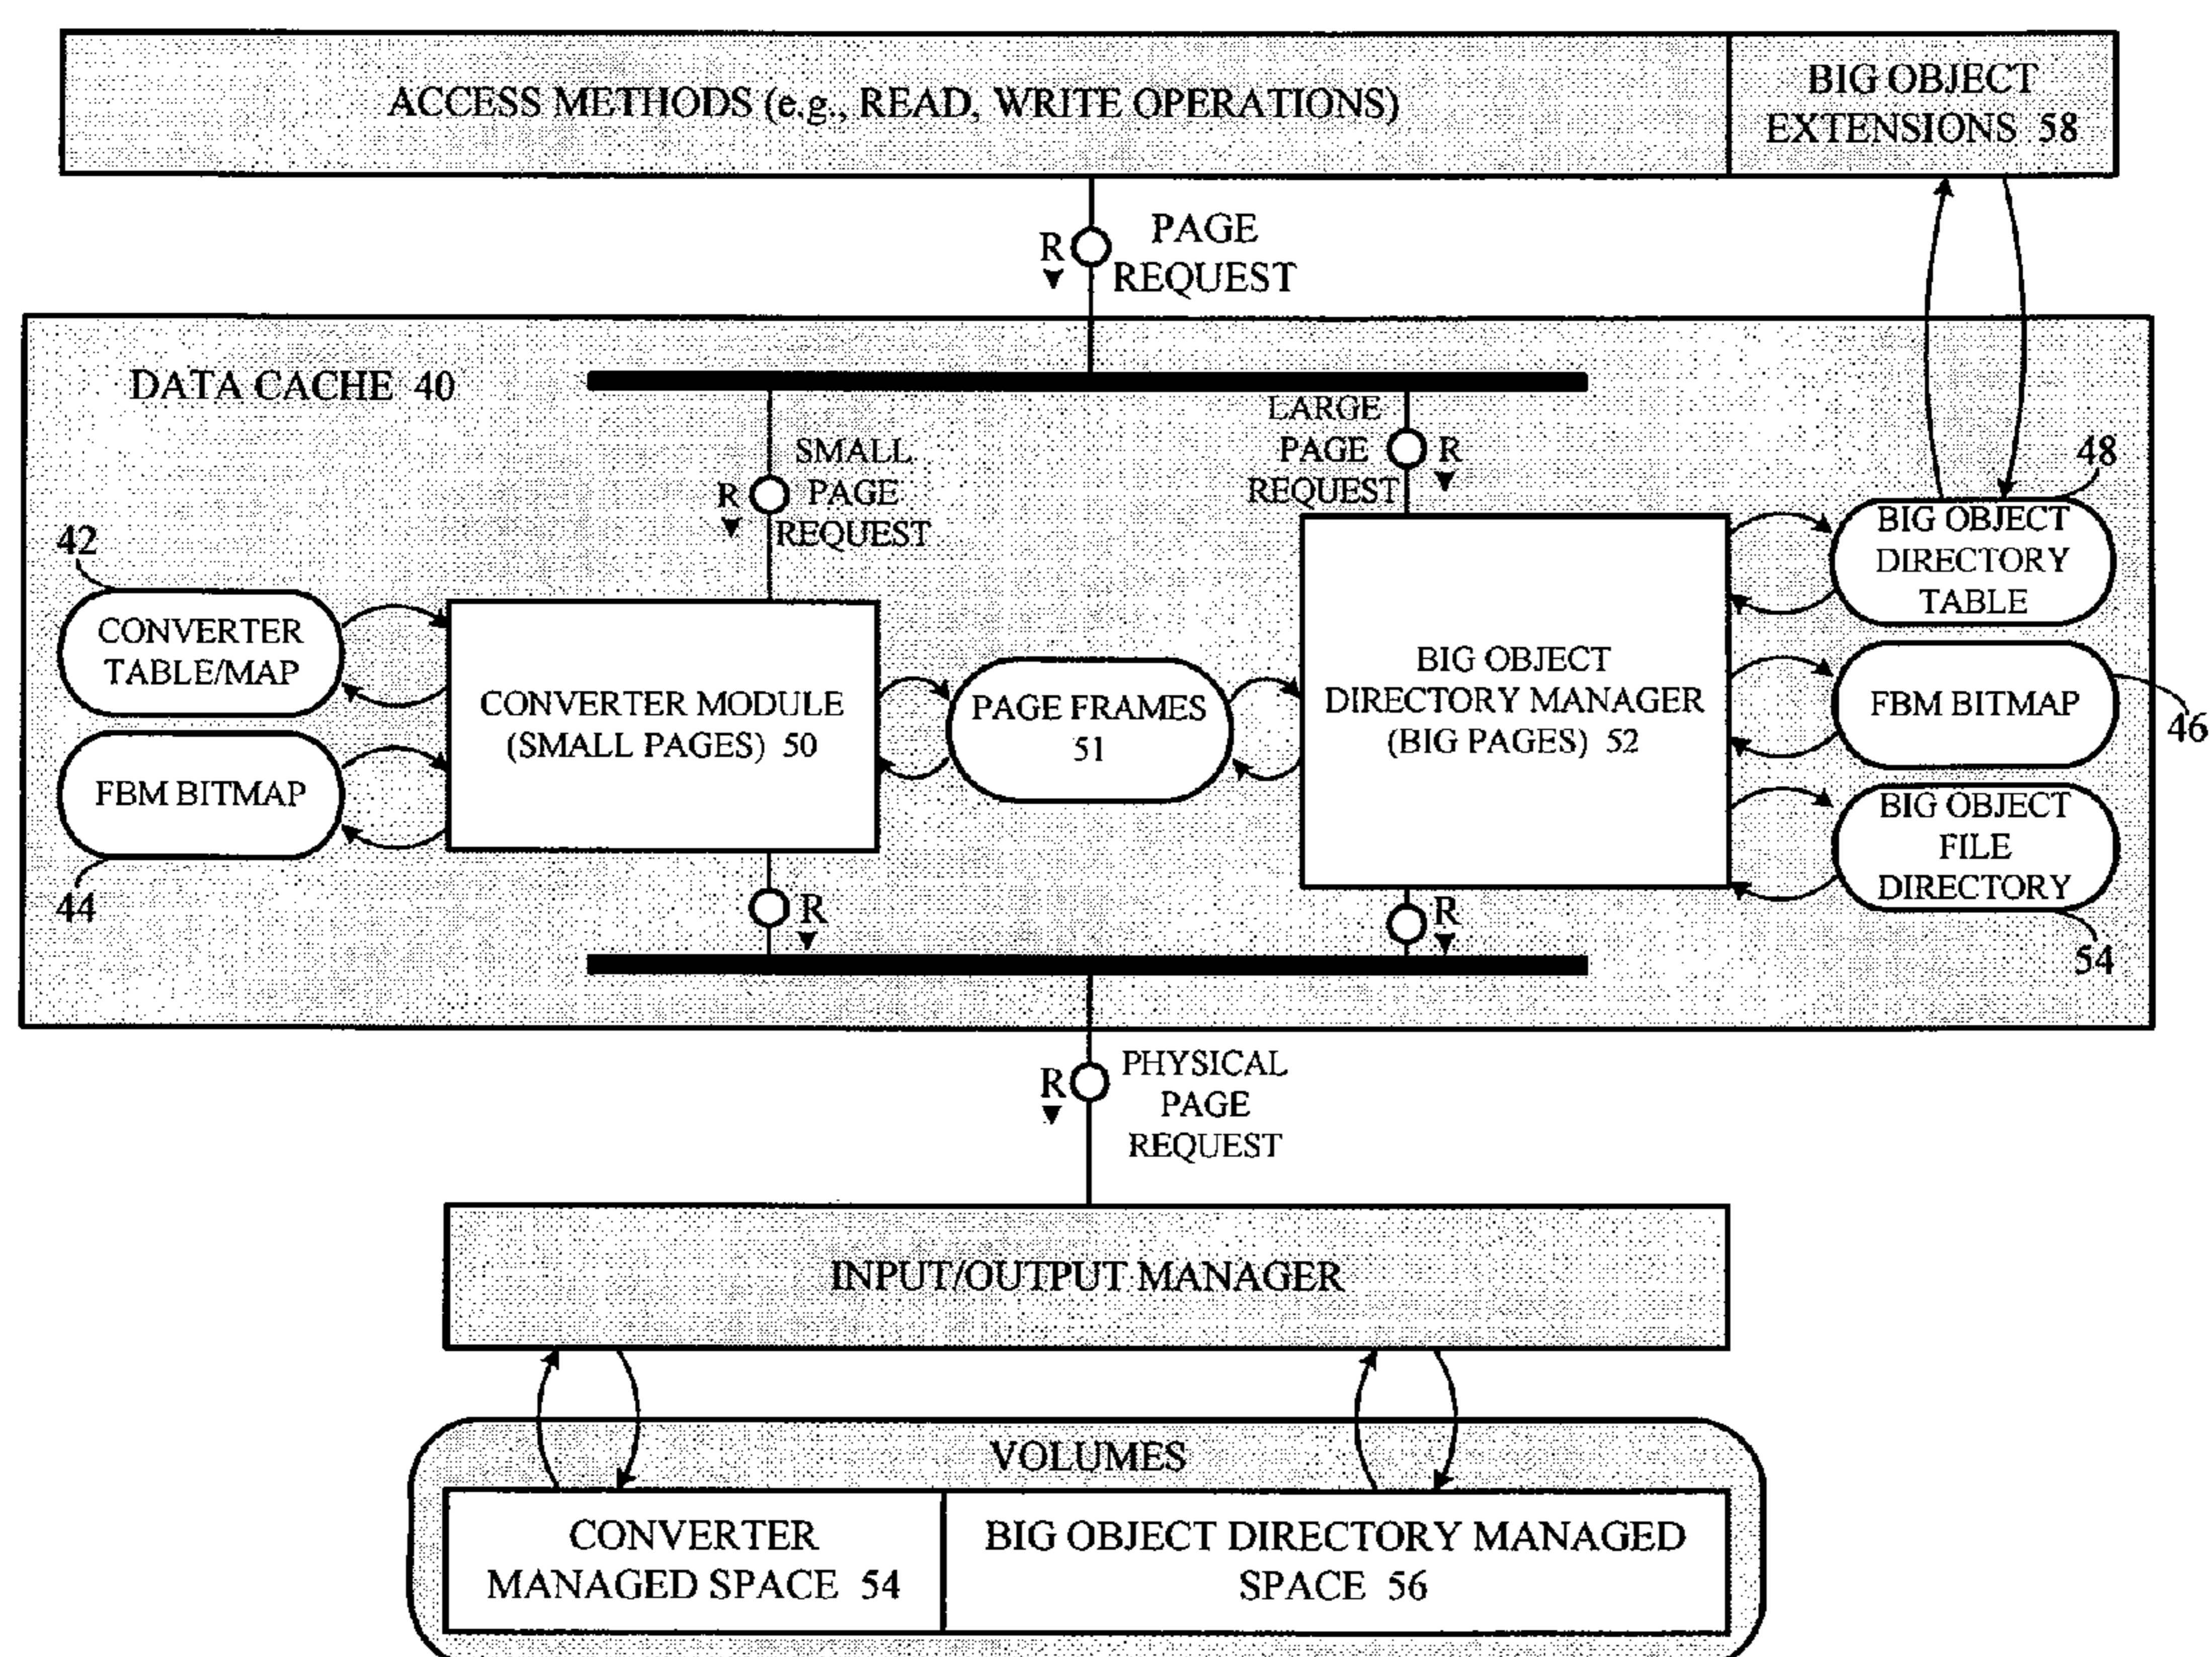 ACCESS METHODS (e.g., READ, WRITE OPERATIONS)
BIG OBJECT
EXTENSIONS 58
R
PAGE
REQUEST
DATA CACHE 40
SMALL
PAGE
REQUEST
R
LARGE
PAGE
REQUEST
R
42
CONVERTER
TABLE/MAP
FBM BITMAP
44
CONVERTER MODULE
(SMALL PAGES) 50
PAGE FRAMES
51
BIG OBJECT
DIRECTORY MANAGER
(BIG PAGES) 52
48
BIG OBJECT
DIRECTORY
TABLE
FBM BITMAP
46
BIG OBJECT
FILE
DIRECTORY
54
R
R
R
PHYSICAL
PAGE
REQUEST
INPUT/OUTPUT MANAGER
VOLUMES
CONVERTER
MANAGED SPACE 54
BIG OBJECT DIRECTORY MANAGED
SPACE 56